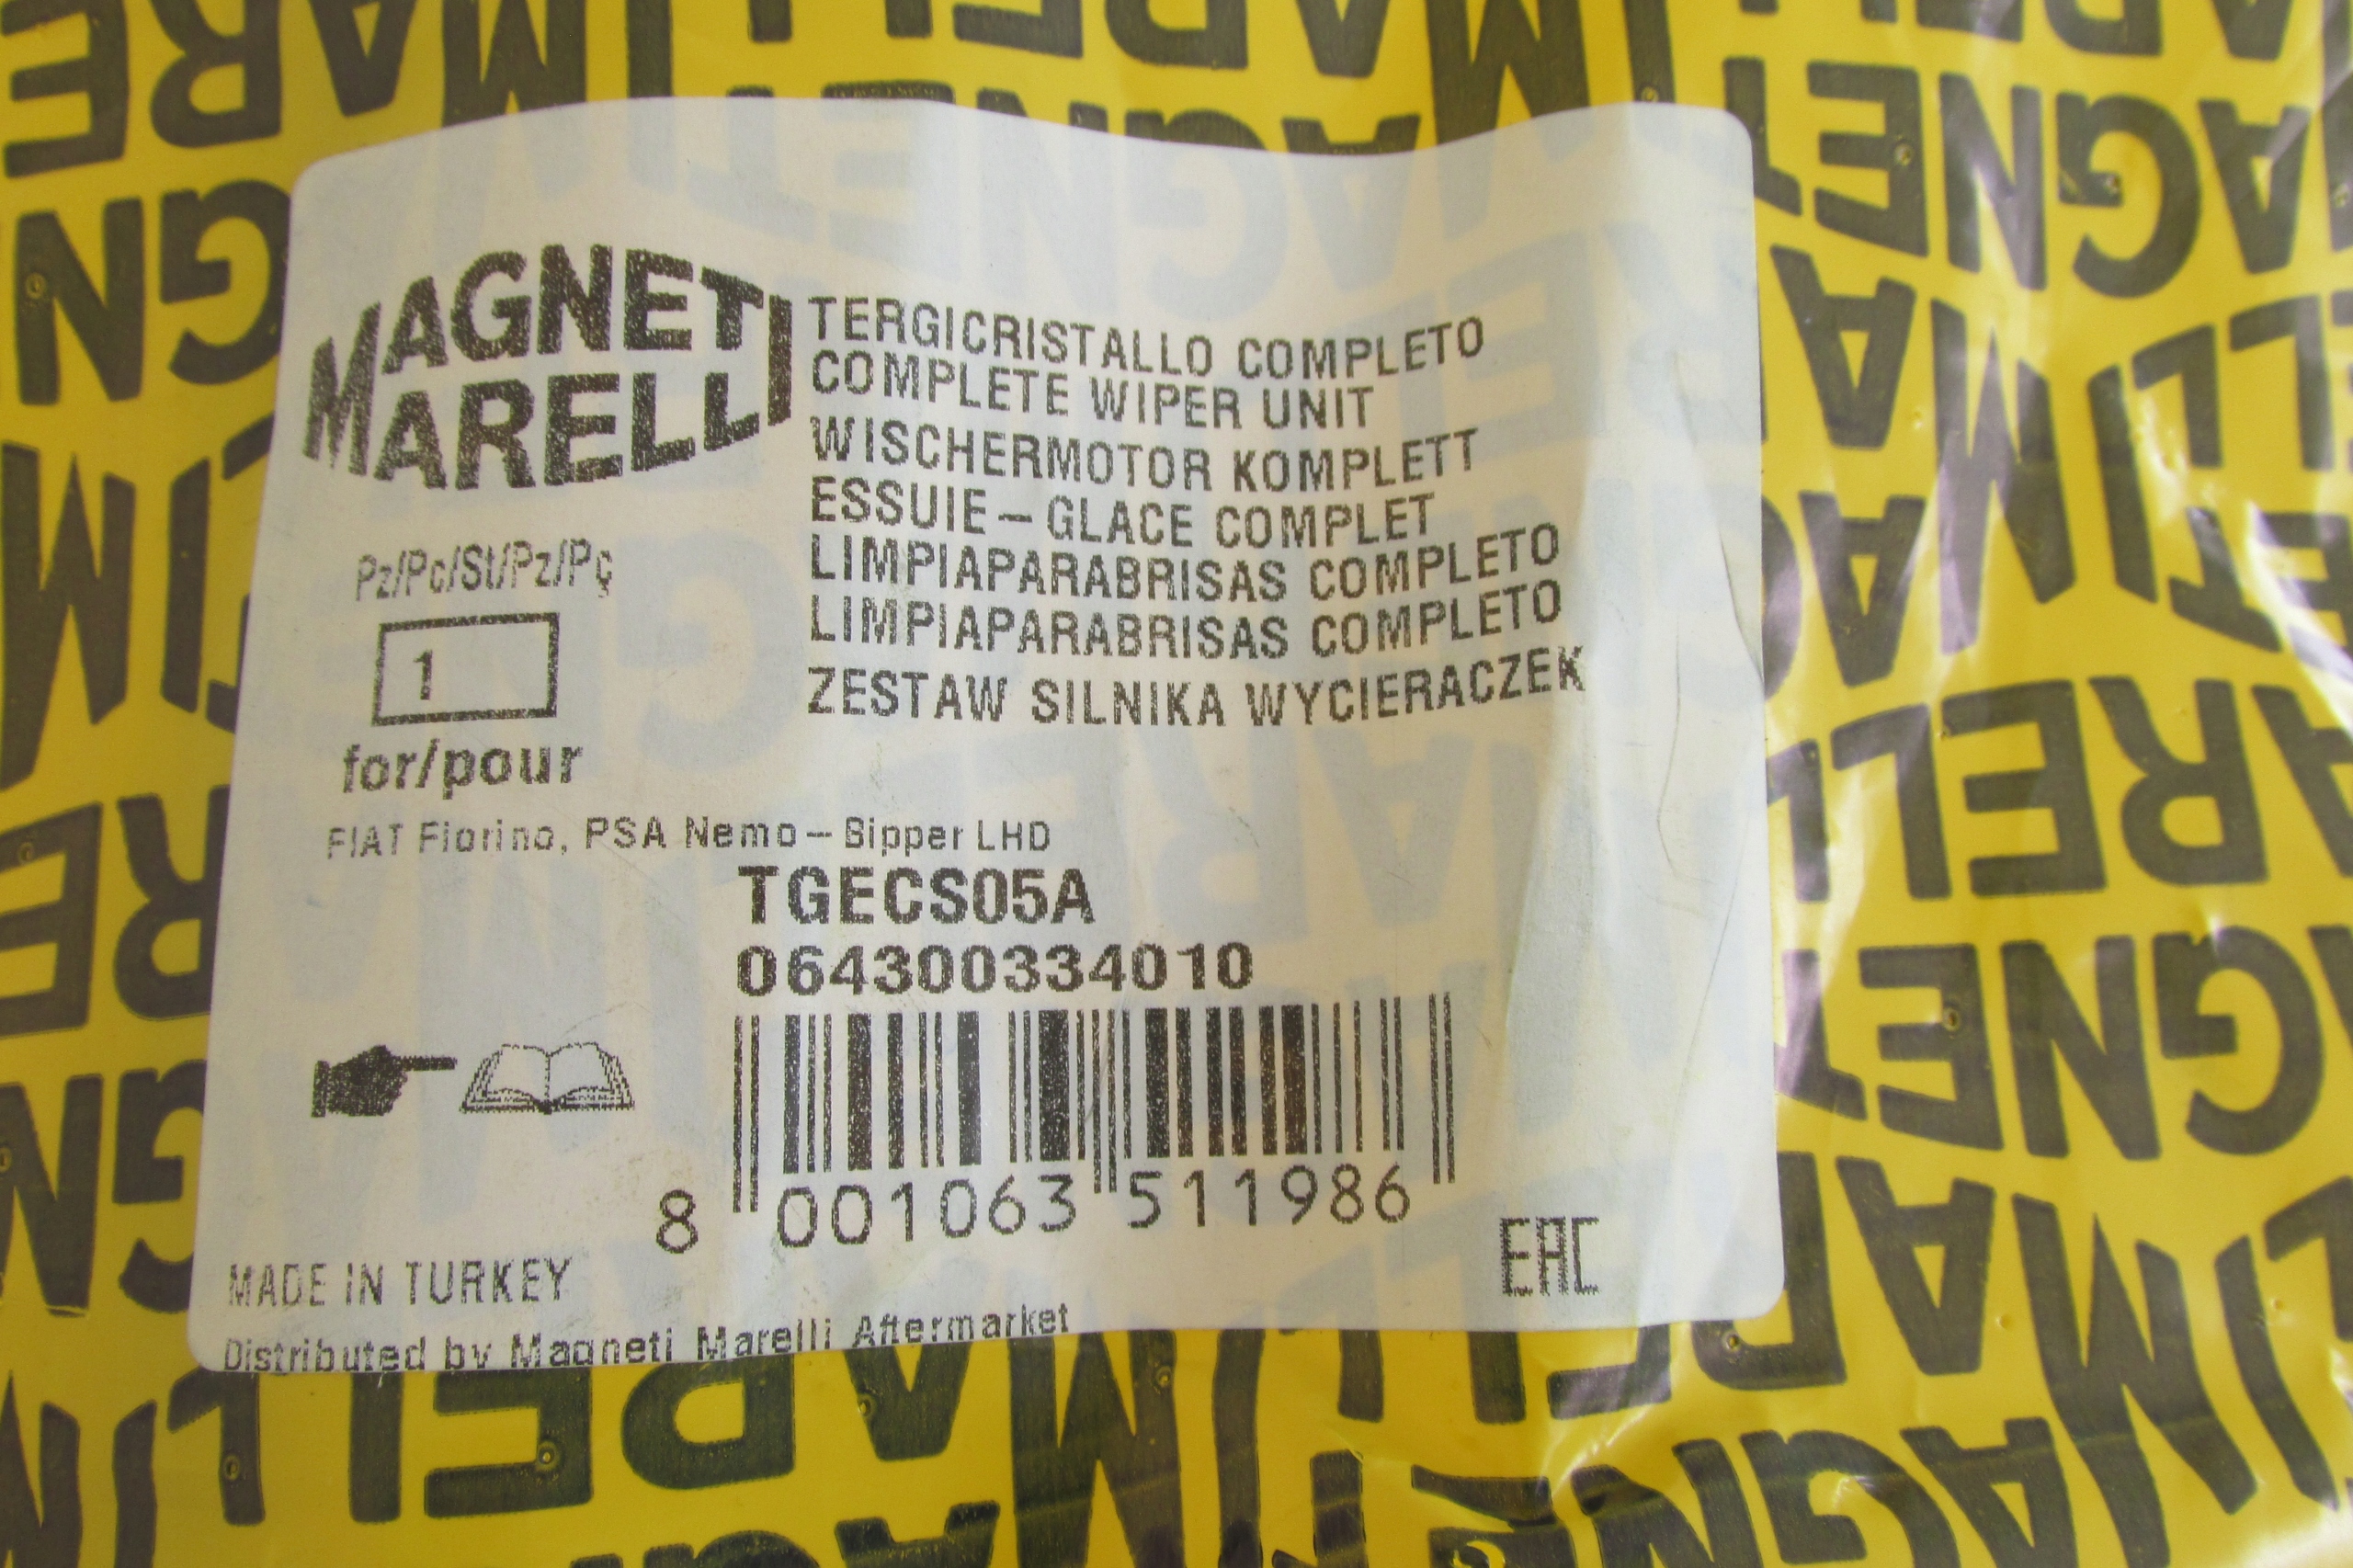 MAGNETI
MARELLI
TERGICRISTALLO COMPLETO
COMPLETE WIPER UNIT
WISCHERMOTOR KOMPLETT
ESSUIE-GLACE COMPLET
LIMPIAPARABRISAS COMPLETO
LIMPIAPARABRISAS COMPLETO
ZESTAW SILNIKA WYCIERACZEK
Pz/Pc/St/Pz/Pç
1
for/pour
FIAT Fiorino, PSA Nemo-Bipper LHD
TGECS05A
064300334010
8 001063 511986
EAC
MADE IN TURKEY
Distributed by Magneti Marelli Aftermarket